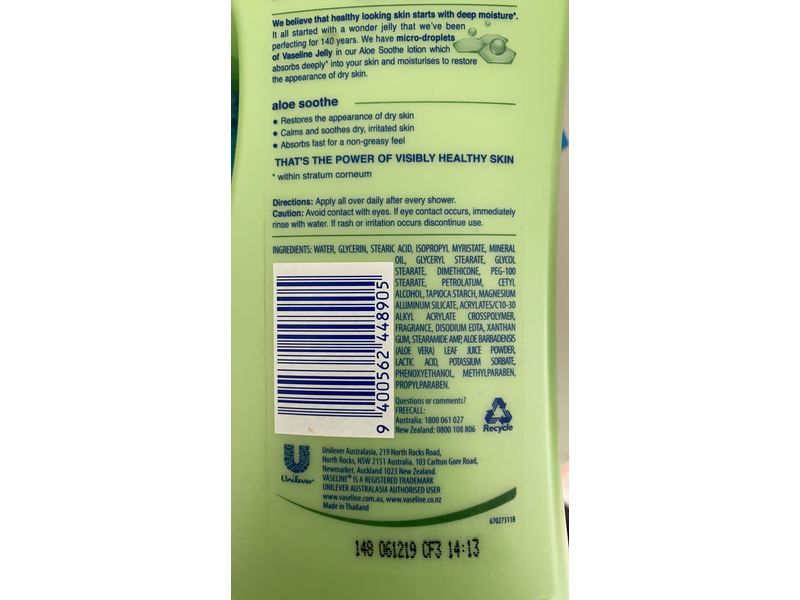 We believe that healthy looking skin starts with deep moisture*.
It all started with a wonder jelly that we've been
perfecting for 140 years. We have micro-droplets
of Vaseline Jelly in our Aloe Soothe lotion which
absorbs deeply* into your skin and moisturises to restore
the appearance of dry skin.
aloe soothe
• Restores the appearance of dry skin
• Calms and soothes dry, irritated skin
• Absorbs fast for a non-greasy feel
THAT'S THE POWER OF VISIBLY HEALTHY SKIN
* within stratum corneum
Directions: Apply all over daily after every shower.
Caution: Avoid contact with eyes. If eye contact occurs, immediately
rinse with water. If rash or irritation occurs discontinue use.
INGREDIENTS: WATER, GLYCERIN, STEARIC ACID, ISOPROPYL MYRISTATE, MINERAL
OIL, GLYCERYL STEARATE, GLYCOL
STEARATE, DIMETHICONE, PEG-100
STEARATE, PETROLATUM, CETYL
ALCOHOL, TAPIOCA STARCH, MAGNESIUM
ALUMINUM SILICATE, ACRYLATES/C10-30
ALKYL ACRYLATE CROSSPOLYMER,
FRAGRANCE, DISODIUM EDTA, XANTHAN
GUM, STEARAMIDE AMP, ALOE BARBADENSIS
(ALOE VERA) LEAF JUICE POWDER,
LACTIC ACID, POTASSIUM SORBATE,
PHENOXYETHANOL, METHYLPARABEN,
PROPYLPARABEN.
9 400562 448905
Questions or comments?
FREECALL:
Australia: 1800 061 027
New Zealand: 0800 108 806
Recycle
Unilever
Unilever Australasia, 219 North Rocks Road,
North Rocks, NSW 2151 Australia. 103 Carlton Gore Road,
Newmarket, Auckland 1023 New Zealand.
VASELINE® IS A REGISTERED TRADEMARK
UNILEVER AUSTRALASIA AUTHORISED USER
www.vaseline.com.au, www.vaseline.co.nz
Made in Thailand
67027311B
148 061219 CF3 14:13